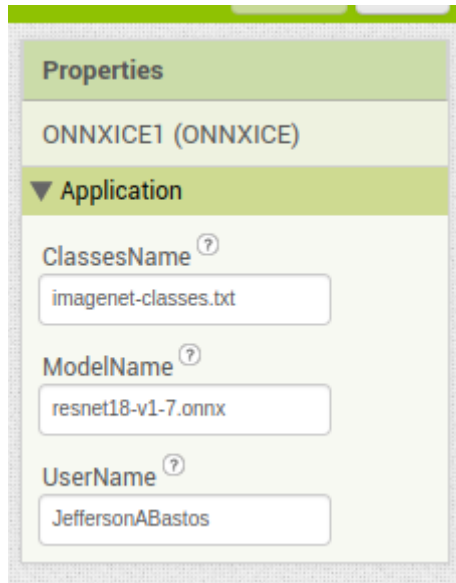 Properties
ONNXICE1 (ONNXICE)
Application
ClassesName ?
imagenet-classes.txt
ModelName ?
resnet18-v1-7.onnx
UserName ?
JeffersonABastos